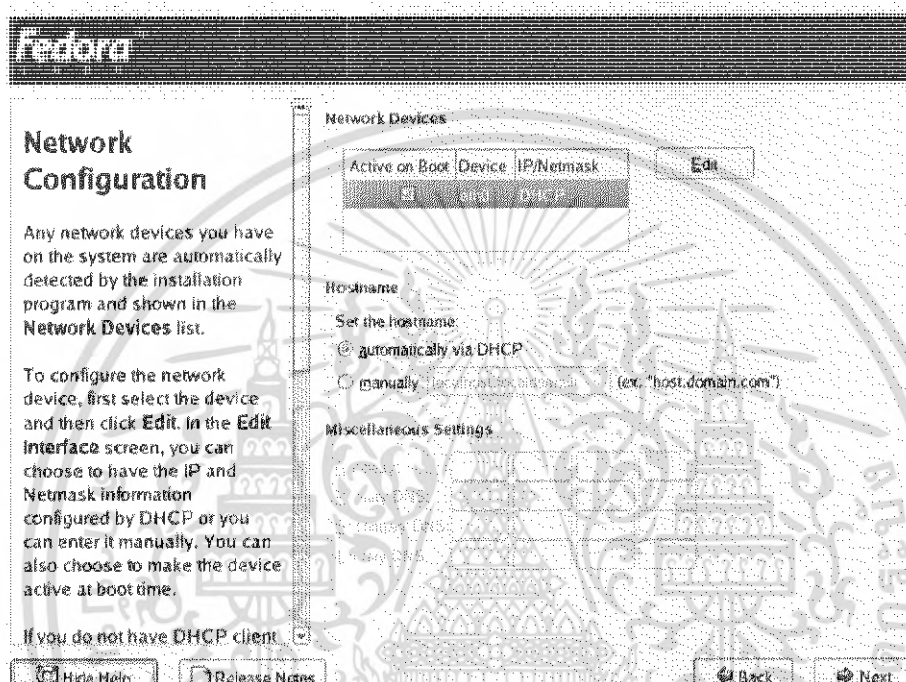 Fedora
Network
Configuration
Any network devices you have
on the system are automatically
detected by the installation
program and shown in the
Network Devices list.
To configure the network
device, first select the device
and then click Edit. In the Edit
Interface screen, you can
choose to have the IP and
Netmask information
configured by DHCP or you
can enter it manually. You can
also choose to make the device
active at boot time.
If you do not have DHCP client
Network Devices
Active on Boot Device IP/Netmask
DHCP
Edit
Hostname
Set the hostname:
automatically via DHCP
manually (ex: "host.domain.com")
Miscellaneous Settings
DNS
DNS
DNS
Hide Help
Release Notes
Back
Next